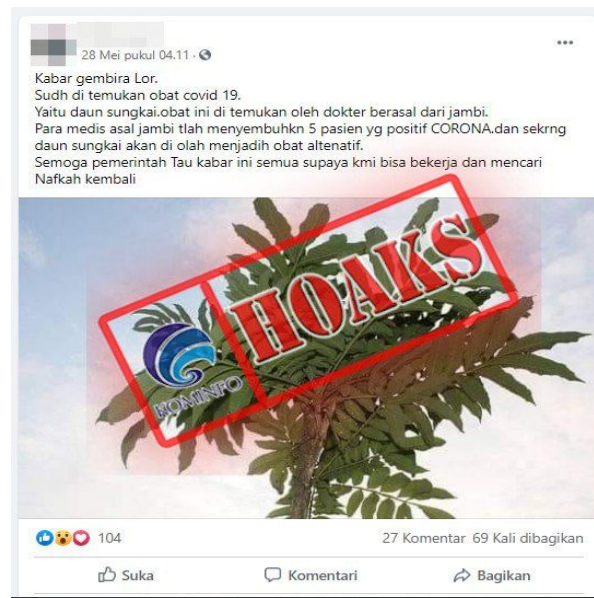 28 Mei pukul 04.11 ·
Kabar gembira Lor.
Sudh di temukan obat covid 19.
Yaitu daun sungkai.obat ini di temukan oleh dokter berasal dari jambi.
Para medis asal jambi tlah menyembuhkn 5 pasien yg positif CORONA.dan sekrng
daun sungkai akan di olah menjadih obat altenatif.
Semoga pemerintah Tau kabar ini semua supaya kmi bisa bekerja dan mencari
Nafkah kembali
HOAKS
KOMINFO
104
27 Komentar 69 Kali dibagikan
Suka
Komentari
Bagikan